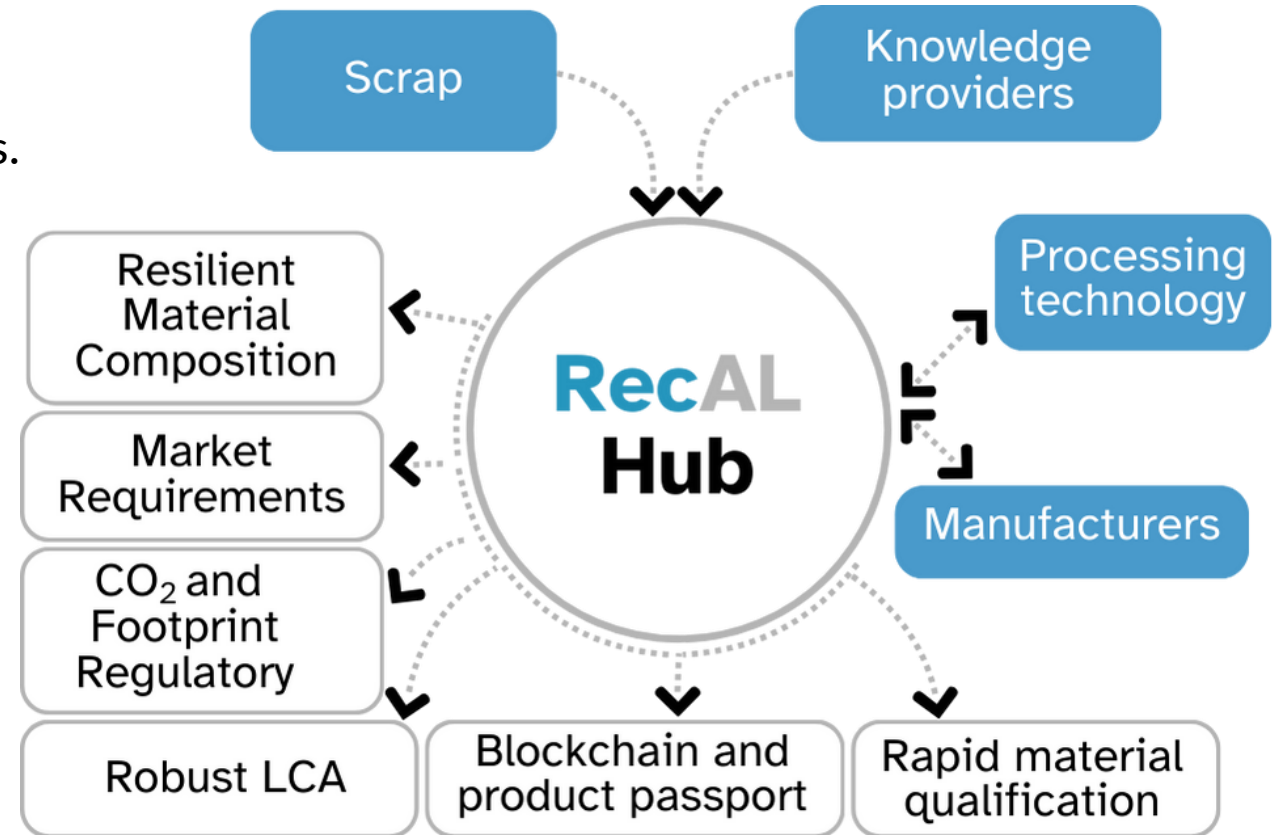 Scrap
Knowledge
providers
s.
Processing
technology
Resilient
Material
Composition
RecAL
Hub
Market
Requirements
Manufacturers
CO₂ and
Footprint
Regulatory
Robust LCA
Blockchain and
product passport
Rapid material
qualification